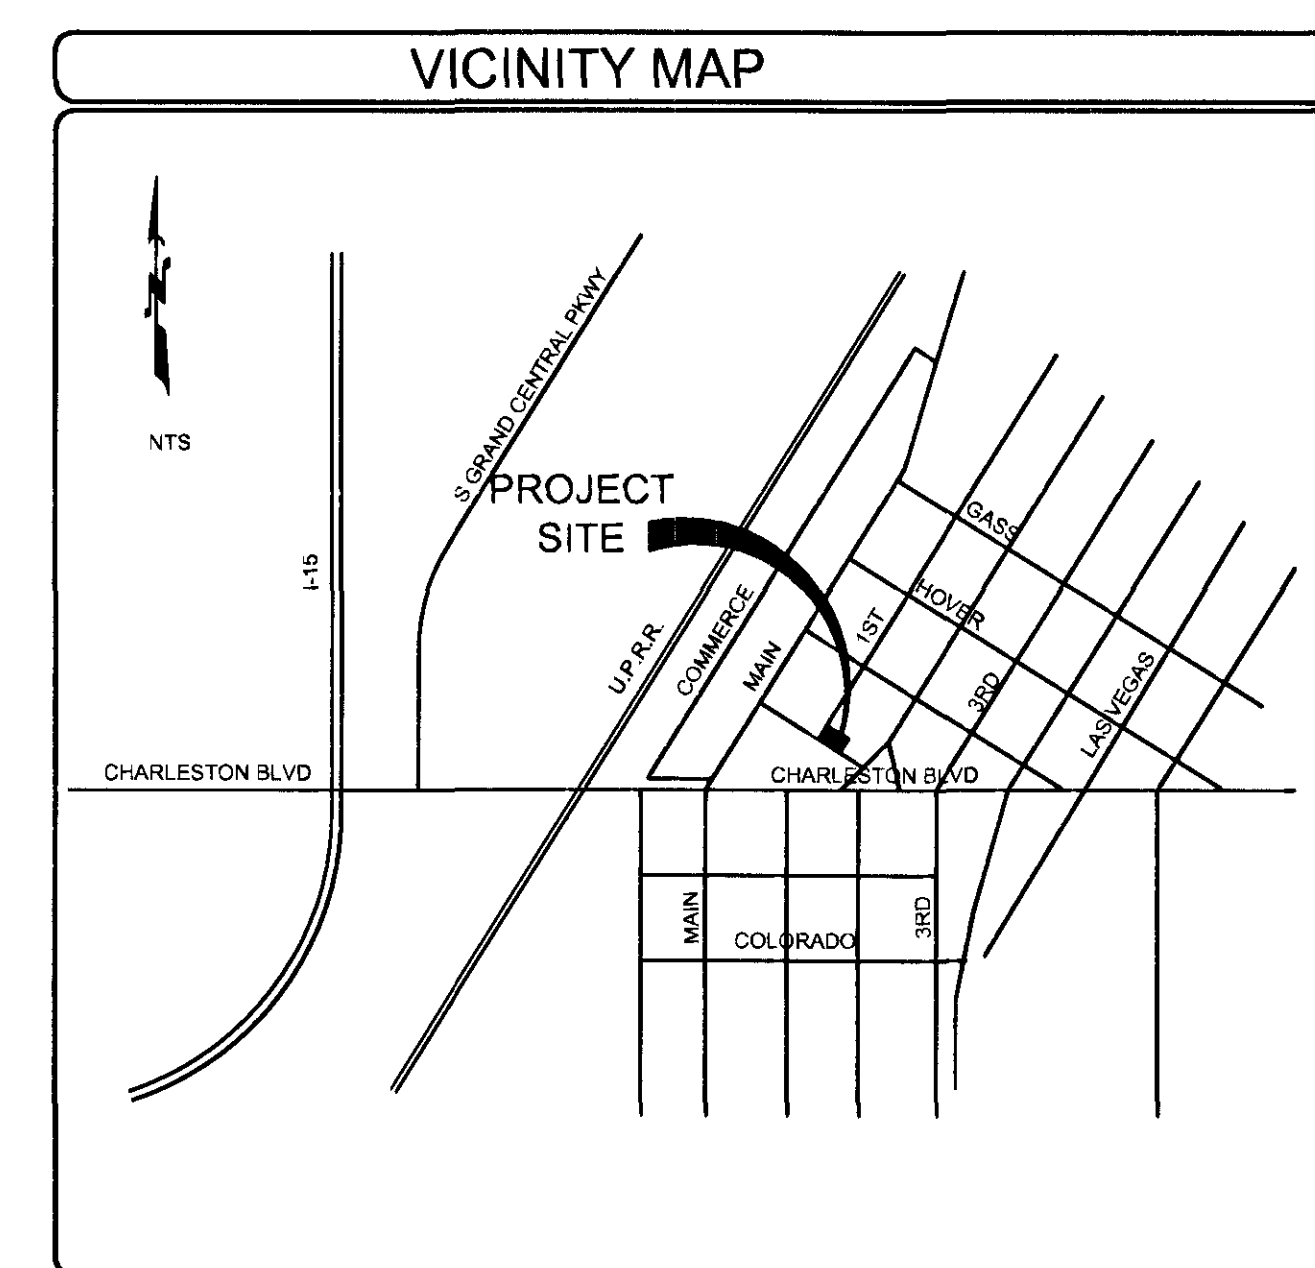 VICINITY MAP
N
NTS
S GRAND CENTRAL PKWY
PROJECT
SITE
I-15
GASS
HOVER
1ST
COMMERCE
MAIN
U.P.R.R.
3RD
LAS VEGAS
CHARLESTON BLVD
CHARLESTON BLVD
MAIN
3RD
COLORADO